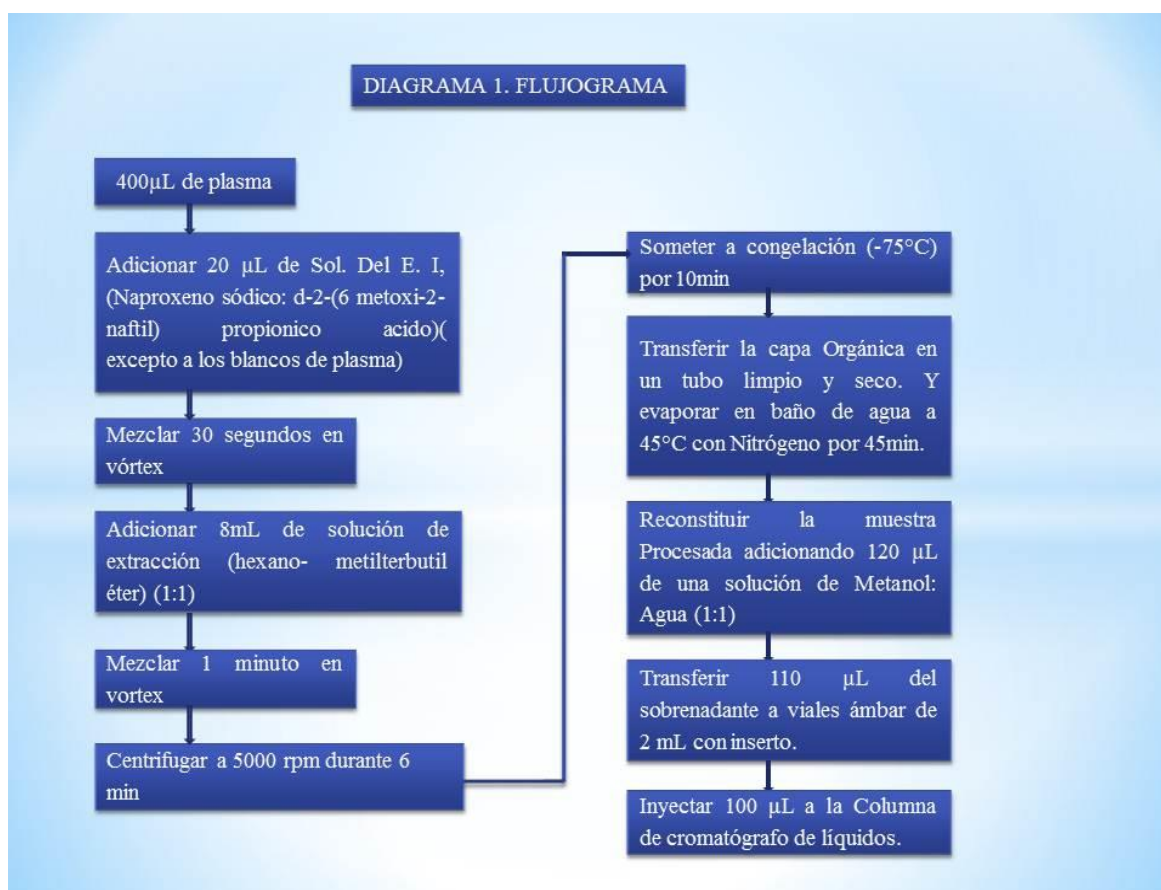 DIAGRAMA 1. FLUJOGRAMA
400µL de plasma
Adicionar 20 µL de Sol. Del E. I,
(Naproxeno sódico: d-2-(6 metoxi-2-
naftil) propionico acido)(
excepto a los blancos de plasma)
Mezclar 30 segundos en
vórtex
Adicionar 8mL de solución de
extracción (hexano- metilterbutil
éter) (1:1)
Mezclar 1 minuto en
vortex
Centrifugar a 5000 rpm durante 6
min
Someter a congelación (-75°C)
por 10min
Transferir la capa Orgánica en
un tubo limpio y seco. Y
evaporar en baño de agua a
45°C con Nitrógeno por 45min.
Reconstituir la muestra
Procesada adicionando 120 µL
de una solución de Metanol:
Agua (1:1)
Transferir 110 µL del
sobrenadante a viales ámbar de
2 mL con inserto.
Inyectar 100 µL a la Columna
de cromatógrafo de líquidos.